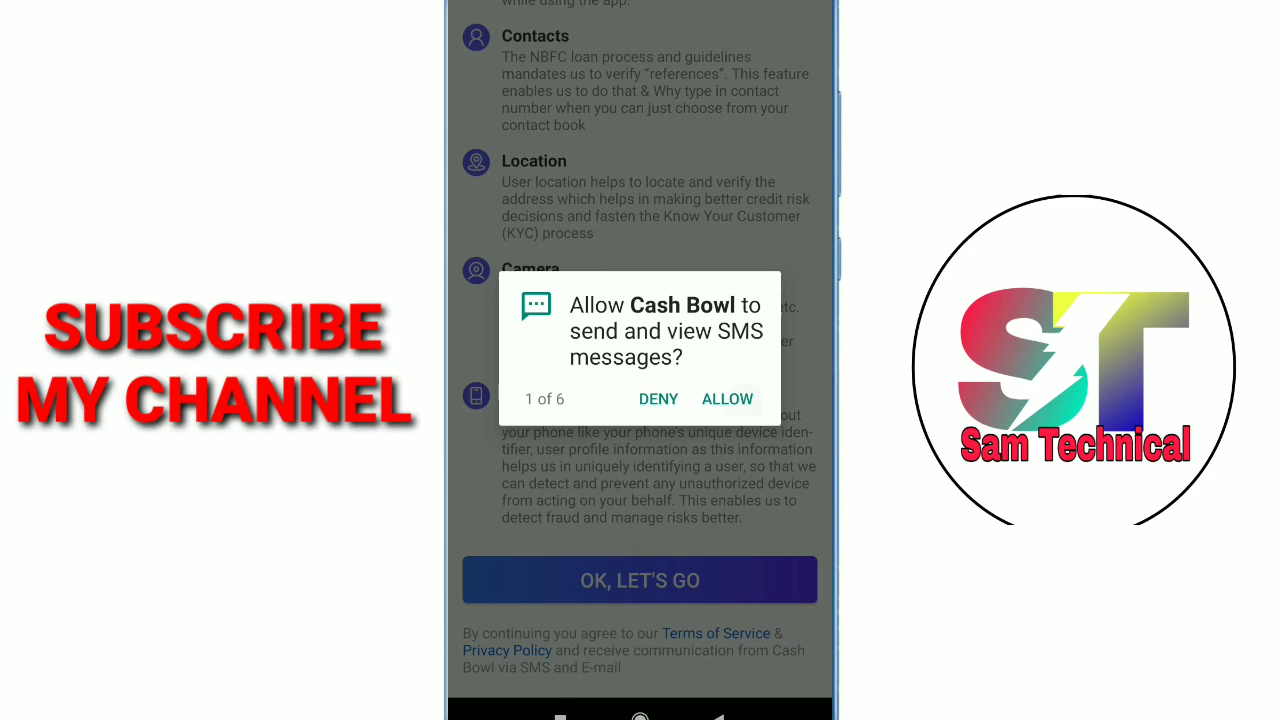 SUBSCRIBE
MY CHANNEL
while using the app.
Contacts
The NBFC loan process and guidelines
mandates us to verify “references”. This feature
enables us to do that & Why type in contact
number when you can just choose from your
contact book
Location
User location helps to locate and verify the
address which helps in making better credit risk
decisions and fasten the Know Your Customer
(KYC) process
Camera
etc.
Allow Cash Bowl to
send and view SMS
messages?
1 of 6
DENY
ALLOW
your phone like your phone's unique device iden-
tifier, user profile information as this information
helps us in uniquely identifying a user, so that we
can detect and prevent any unauthorized device
from acting on your behalf. This enables us to
detect fraud and manage risks better.
OK, LET'S GO
By continuing you agree to our Terms of Service &
Privacy Policy and receive communication from Cash
Bowl via SMS and E-mail
ST
Sam Technical